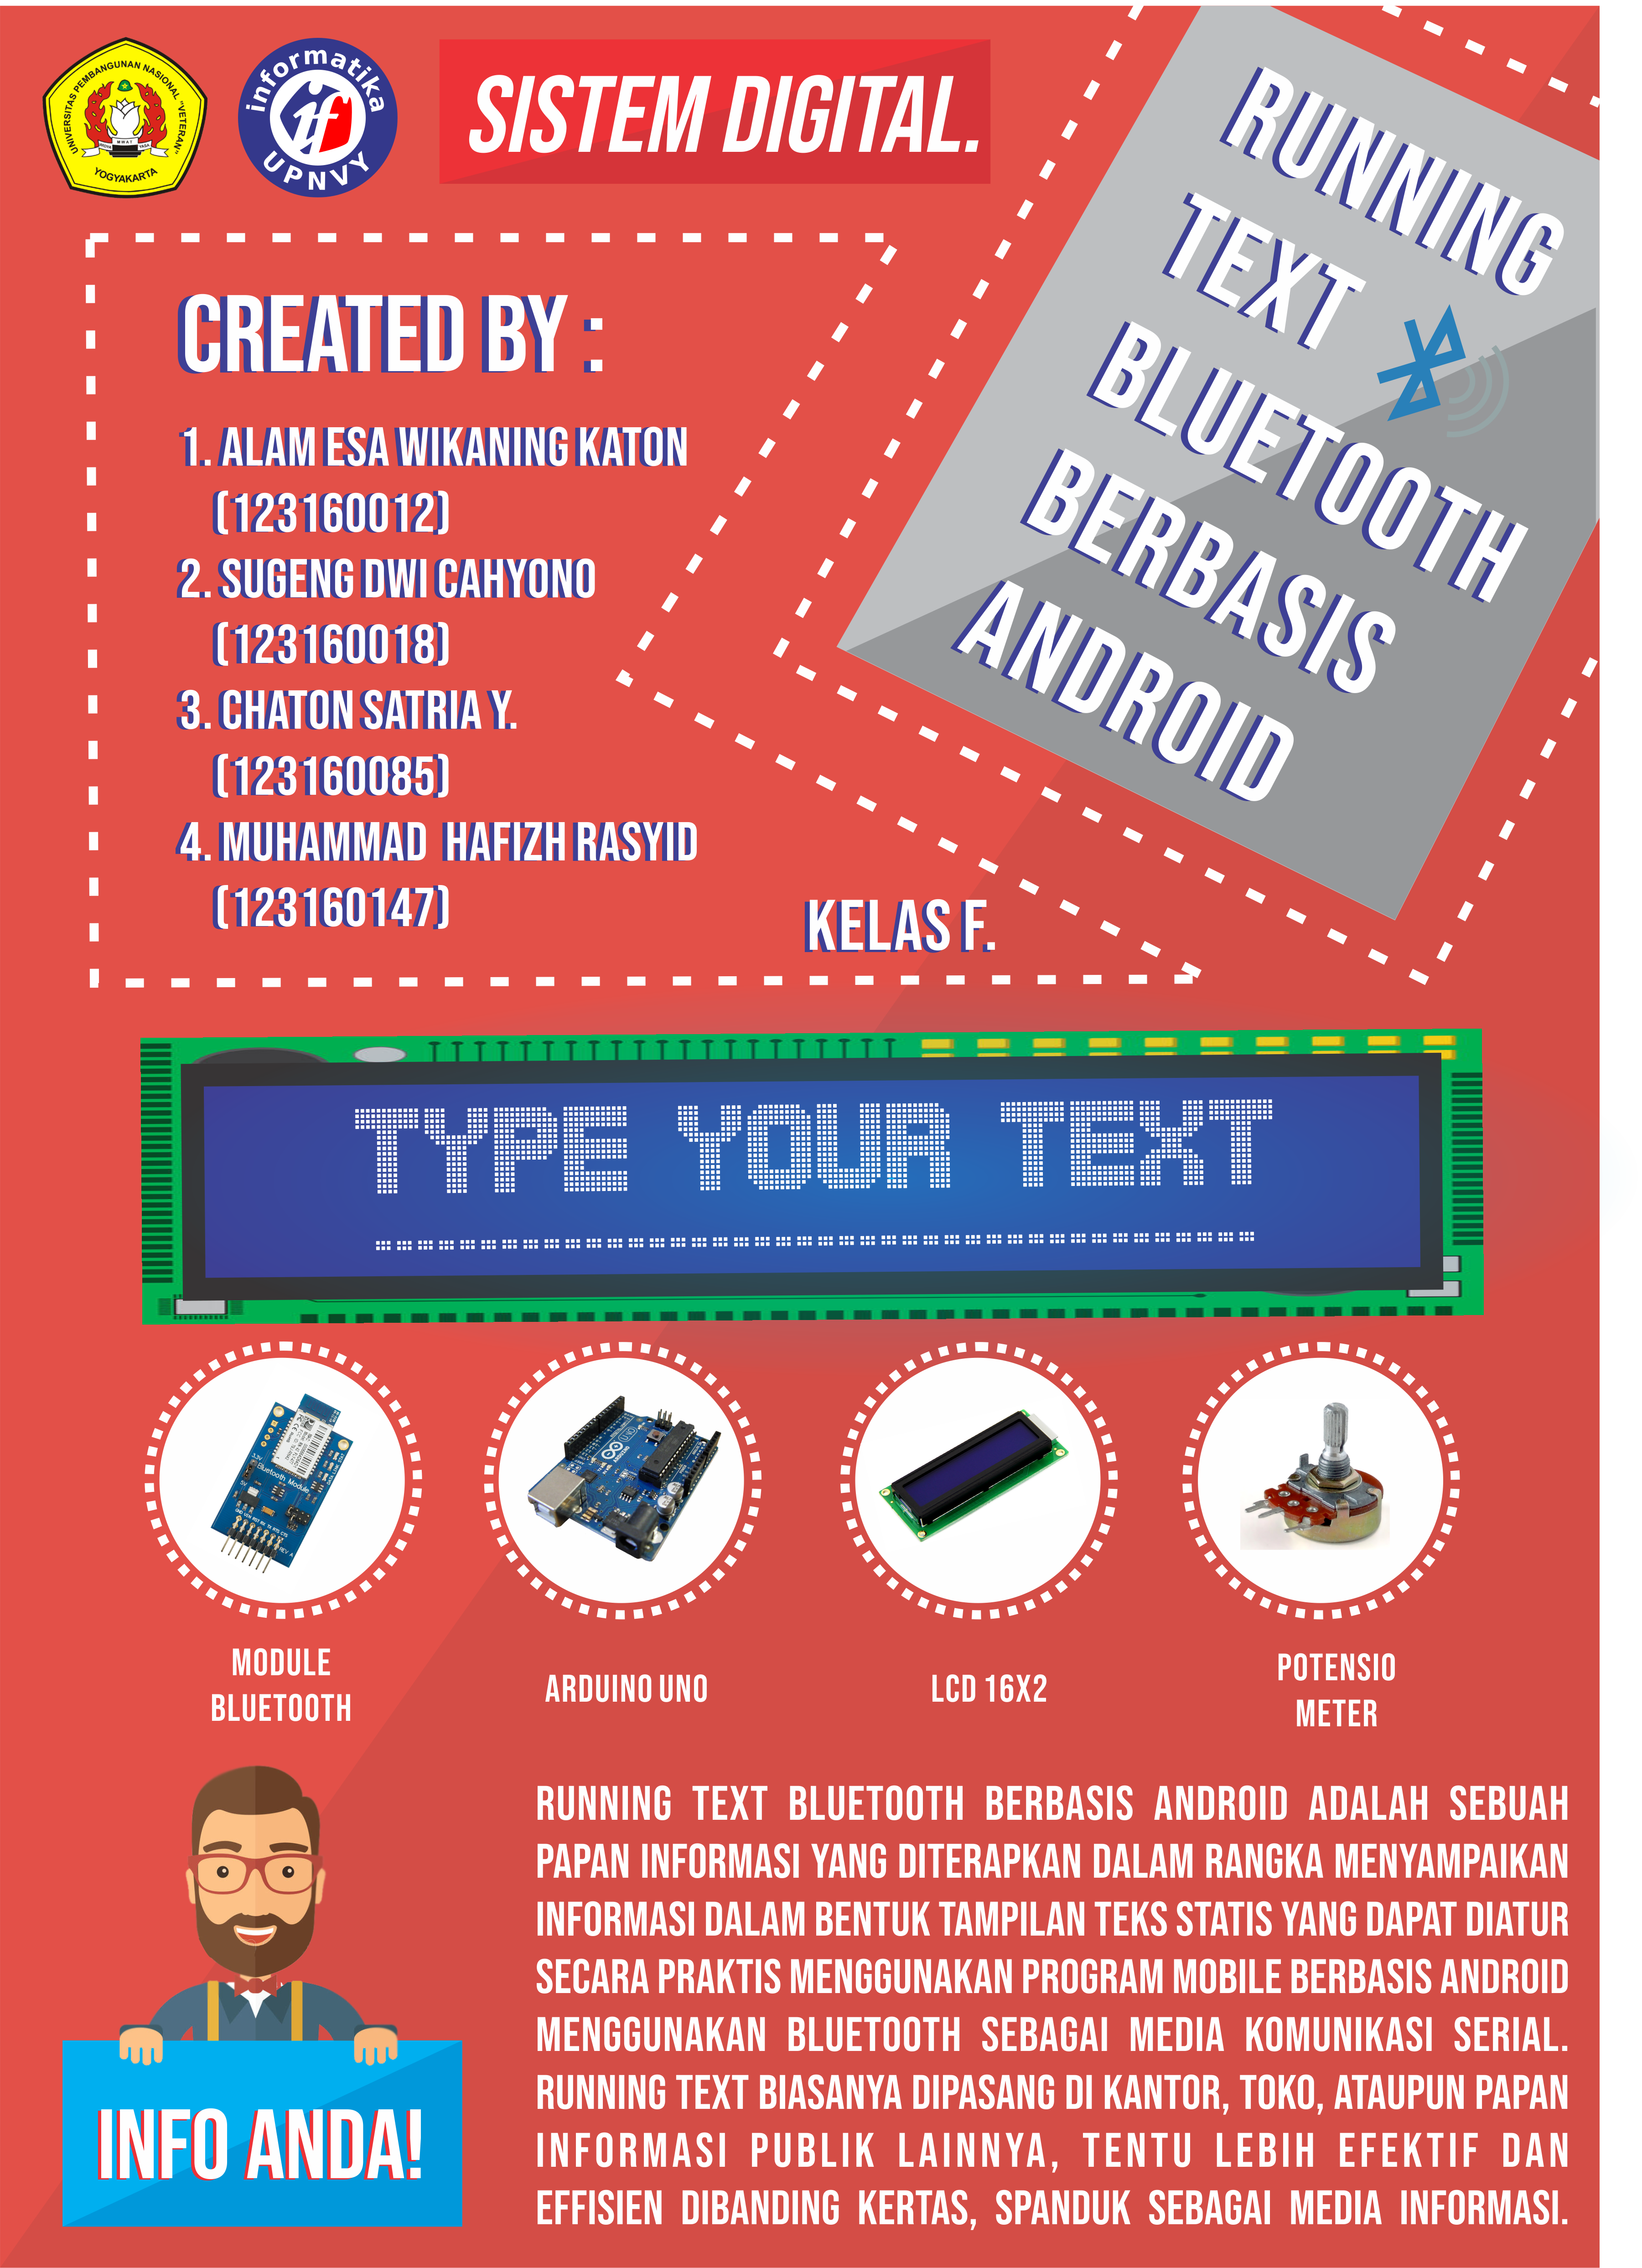 UNIVERSITAS PEMBANGUNAN NASIONAL "VETERAN"
YOGYAKARTA
informatika
if
UPNVY
SISTEM DIGITAL.
RUNNING
TEXT
BLUETOOTH
BERBASIS
ANDROID
CREATED BY :
1. ALAM ESA WIKANING KATON
(123160012)
2. SUGENG DWI CAHYONO
(123160018)
3. CHATON SATRIA Y.
(123160085)
4. MUHAMMAD HAFIZH RASYID
(123160147)
KELAS F.
TYPE YOUR TEXT
Bluetooth Module
MODULE
BLUETOOTH
ARDUINO UNO
LCD 16X2
POTENSIO
METER
RUNNING TEXT BLUETOOTH BERBASIS ANDROID ADALAH SEBUAH
PAPAN INFORMASI YANG DITERAPKAN DALAM RANGKA MENYAMPAIKAN
INFORMASI DALAM BENTUK TAMPILAN TEKS STATIS YANG DAPAT DIATUR
SECARA PRAKTIS MENGGUNAKAN PROGRAM MOBILE BERBASIS ANDROID
MENGGUNAKAN BLUETOOTH SEBAGAI MEDIA KOMUNIKASI SERIAL.
RUNNING TEXT BIASANYA DIPASANG DI KANTOR, TOKO, ATAUPUN PAPAN
INFORMASI PUBLIK LAINNYA, TENTU LEBIH EFEKTIF DAN
EFFISIEN DIBANDING KERTAS, SPANDUK SEBAGAI MEDIA INFORMASI.
INFO ANDA!